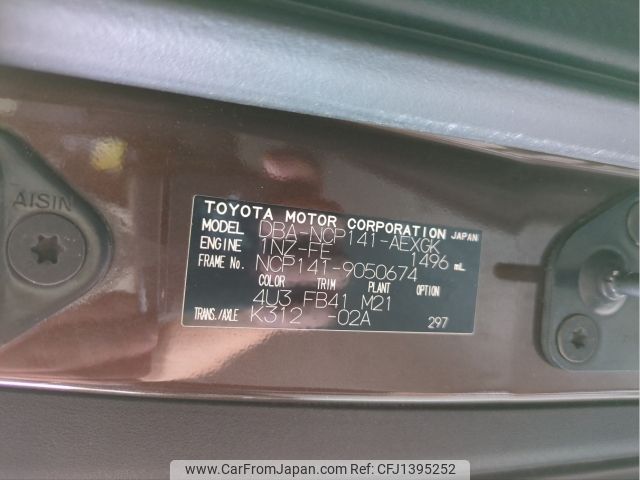 AISIN
TOYOTA MOTOR CORPORATION JAPAN
MODEL DBA-NCP141-AEXGK
ENGINE 1NZ-FE 1496 mL
FRAME No. NCP141-9050674
COLOR TRIM PLANT OPTION
4U3 FB41 M21
TRANS./AXLE K312 -02A 297
www.CarFromJapan.com - CFJ1395252